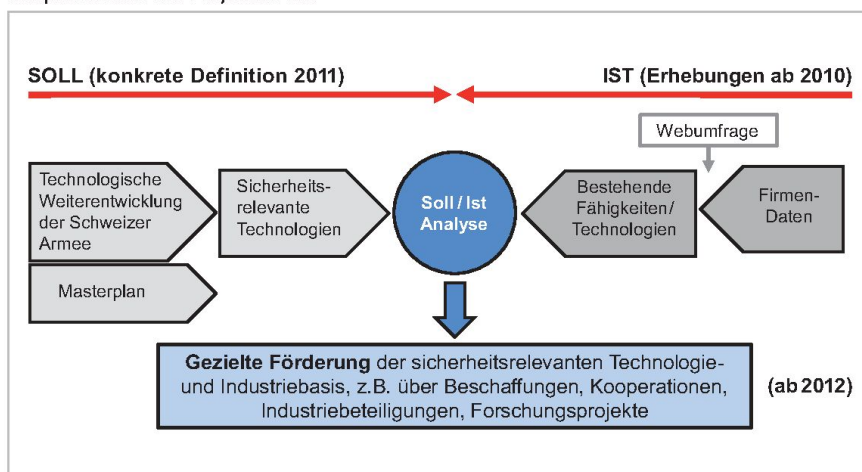 SOLL (konkrete Definition 2011)
IST (Erhebungen ab 2010)
Webumfrage
Technologische
Weiterentwicklung
der Schweizer
Armee
Sicherheits-
relevante
Technologien
Soll / Ist
Analyse
Bestehende
Fähigkeiten/
Technologien
Firmen-
Daten
Masterplan
Gezielte Förderung der sicherheitsrelevanten Technologie-
und Industriebasis, z.B. über Beschaffungen, Kooperationen,
Industriebeteiligungen, Forschungsprojekte
(ab 2012)